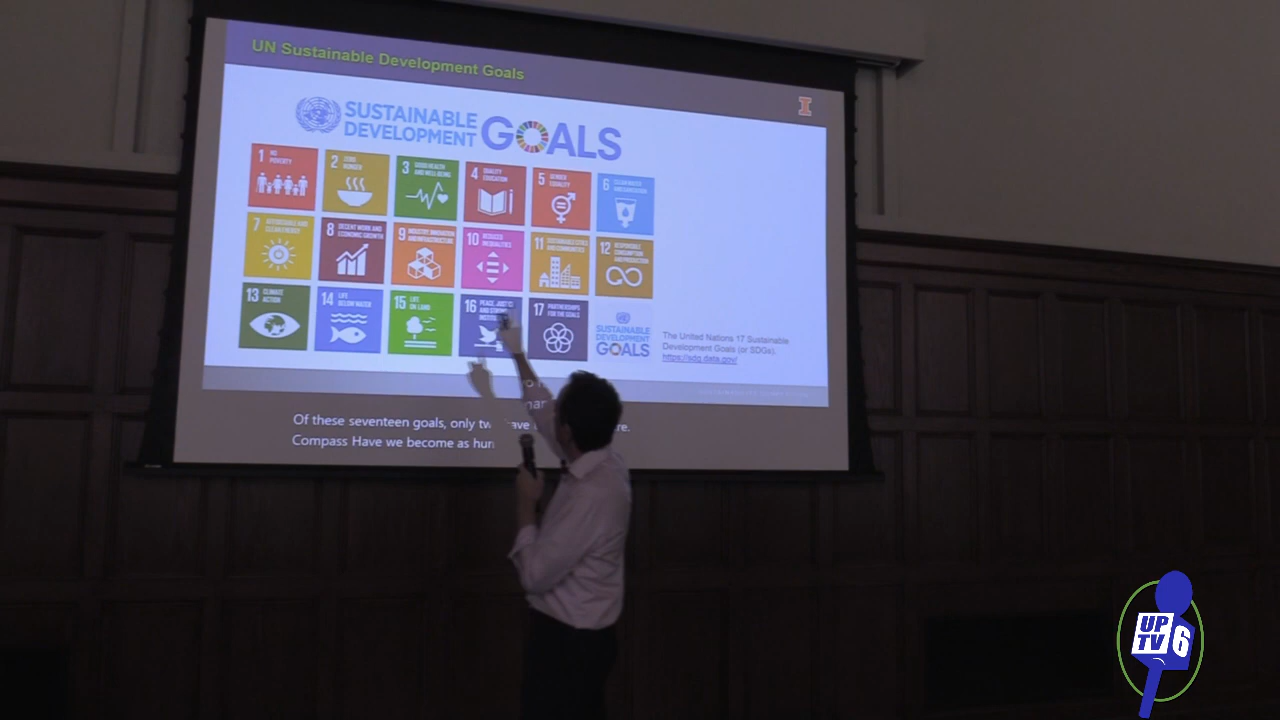 UN Sustainable Development Goals
I
SUSTAINABLE
DEVELOPMENT GOALS
1 NO
POVERTY
2 ZERO
HUNGER
3 GOOD HEALTH
AND WELL-BEING
4 QUALITY
EDUCATION
5 GENDER
EQUALITY
6 CLEAN WATER
AND SANITATION
7 AFFORDABLE AND
CLEAN ENERGY
8 DECENT WORK AND
ECONOMIC GROWTH
9 INDUSTRY, INNOVATION
AND INFRASTRUCTURE
10 REDUCED
INEQUALITIES
11 SUSTAINABLE CITIES
AND COMMUNITIES
12 RESPONSIBLE
CONSUMPTION
AND PRODUCTION
13 CLIMATE
ACTION
14 LIFE
BELOW WATER
15 LIFE
ON LAND
16 PEACE,
AND
17 PARTNERSHIPS
FOR THE GOALS
SUSTAINABLE
DEVELOPMENT
GOALS
The United Nations 17 Sustainable
Development Goals (or SDGs).
https://sdg.data.gov/
Of these seventeen goals, only
Compass Have we become as
UP
TV 6